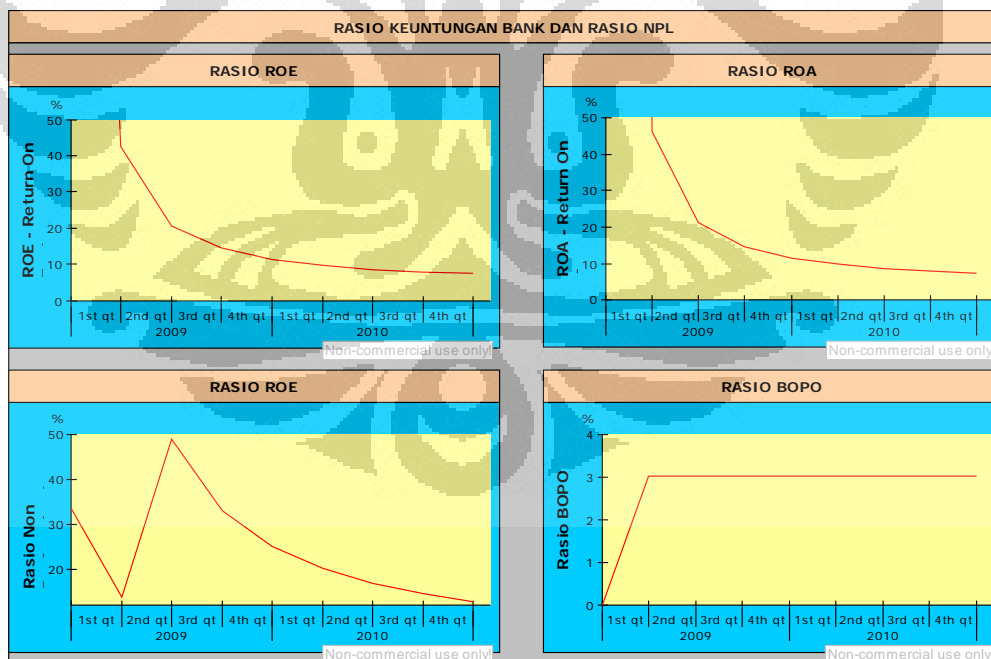 RASIO KEUNTUNGAN BANK DAN RASIO NPL
RASIO ROE
%
ROE - Return On
50
40
30
20
10
0
1st qt 2nd qt 3rd qt 4th qt 1st qt 2nd qt 3rd qt 4th qt
2009 2010
Non-commercial use only!
RASIO ROA
%
ROA - Return On
50
40
30
20
10
0
1st qt 2nd qt 3rd qt 4th qt 1st qt 2nd qt 3rd qt 4th qt
2009 2010
Non-commercial use only
RASIO ROE
%
Rasio Non
50
40
30
20
1st qt 2nd qt 3rd qt 4th qt 1st qt 2nd qt 3rd qt 4th qt
2009 2010
Non-commercial use only!
RASIO BOPO
%
Rasio BOPO
4
3
2
1
0
1st qt 2nd qt 3rd qt 4th qt 1st qt 2nd qt 3rd qt 4th qt
2009 2010
Non-commercial use only